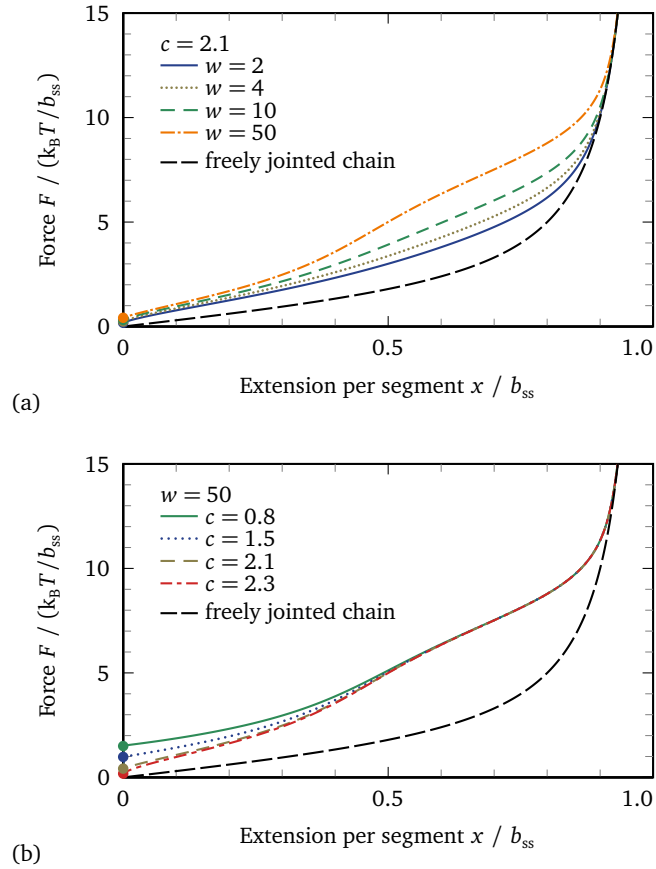 15
10
5
0
Force F / (k_B T/b_ss)
c = 2.1
w = 2
w = 4
w = 10
w = 50
freely jointed chain
0
0.5
1.0
Extension per segment x / b_ss
(a)
15
10
5
0
Force F / (k_B T/b_ss)
w = 50
c = 0.8
c = 1.5
c = 2.1
c = 2.3
freely jointed chain
0
0.5
1.0
Extension per segment x / b_ss
(b)